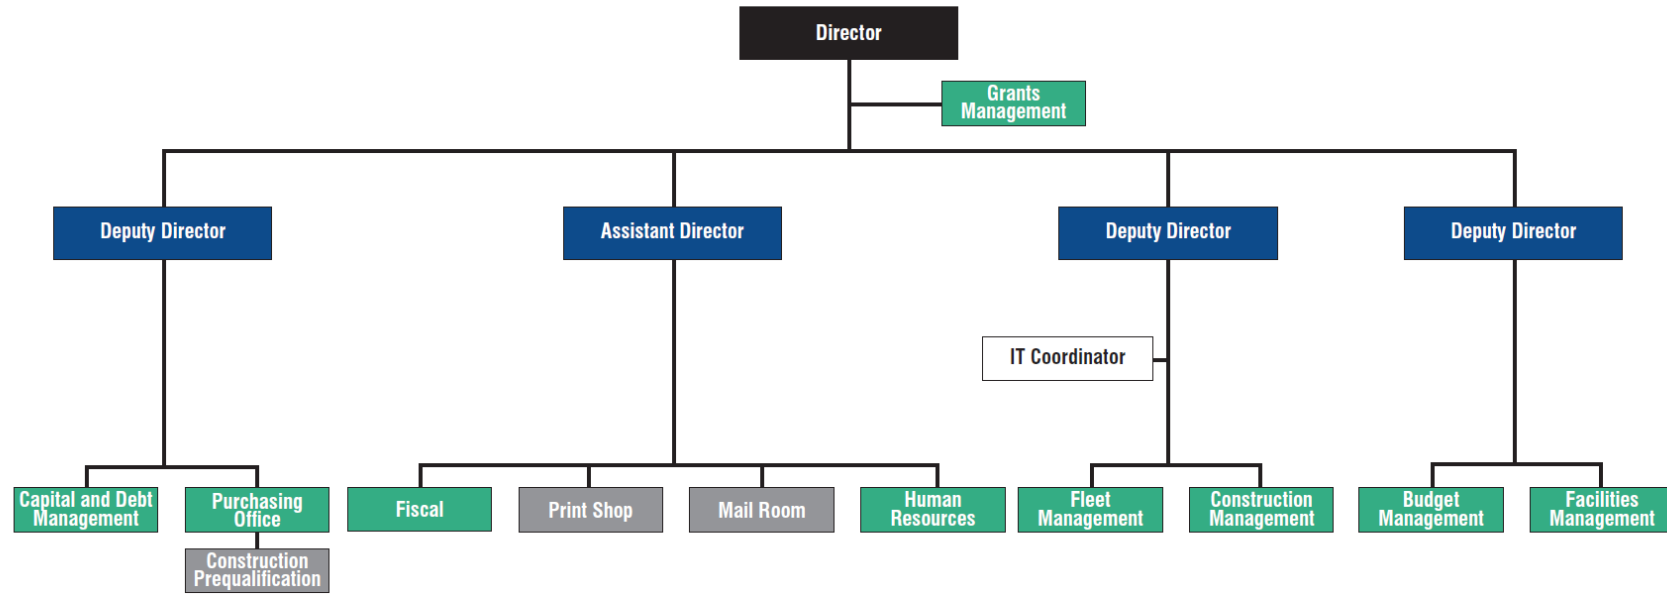 Director
Grants
Management
Deputy Director
Assistant Director
Deputy Director
Deputy Director
IT Coordinator
Capital and Debt
Management
Purchasing
Office
Fiscal
Print Shop
Mail Room
Human
Resources
Fleet
Management
Construction
Management
Budget
Management
Facilities
Management
Construction
Prequalification